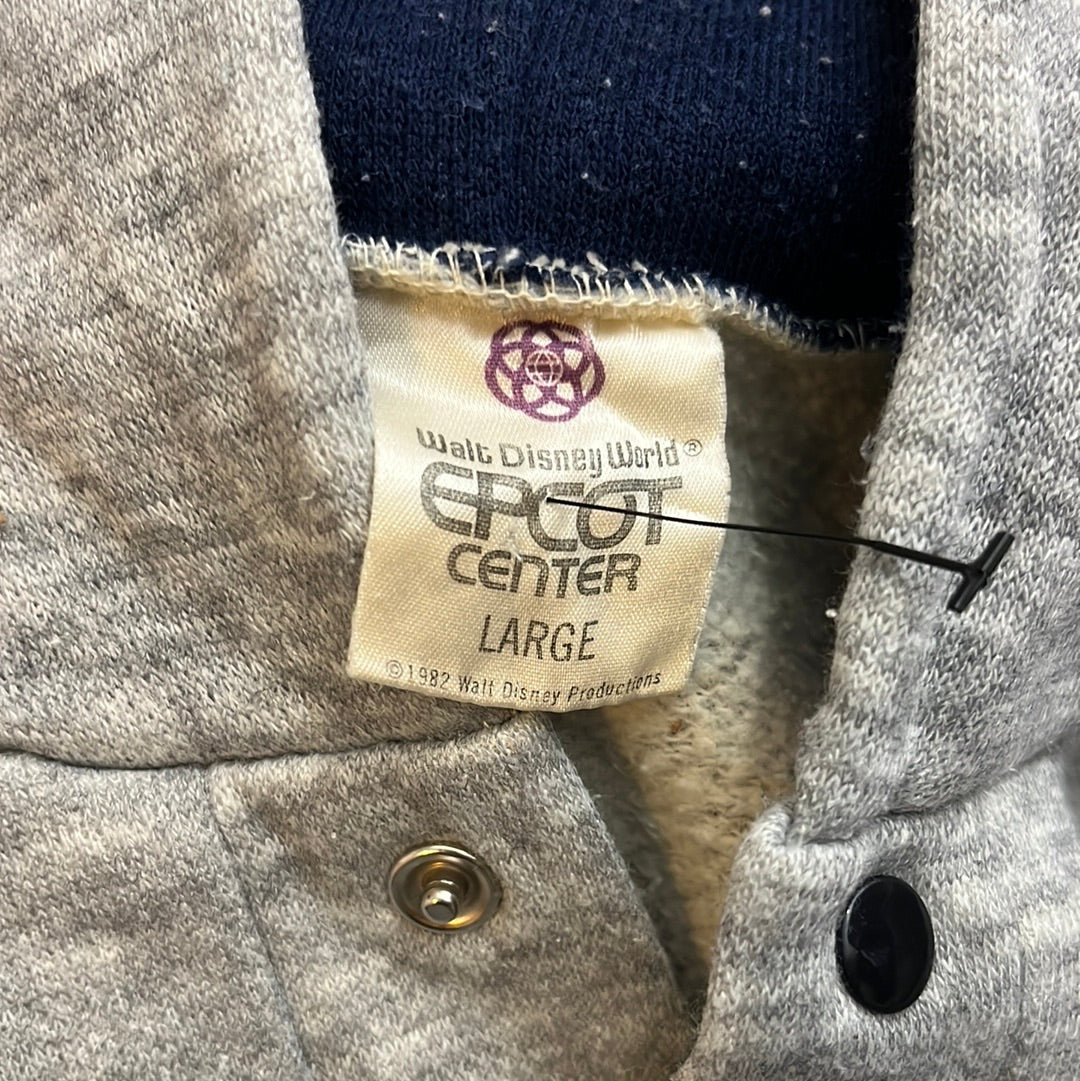 Walt Disney World®
EPCOT
CENTER
LARGE
©1982 Walt Disney Productions